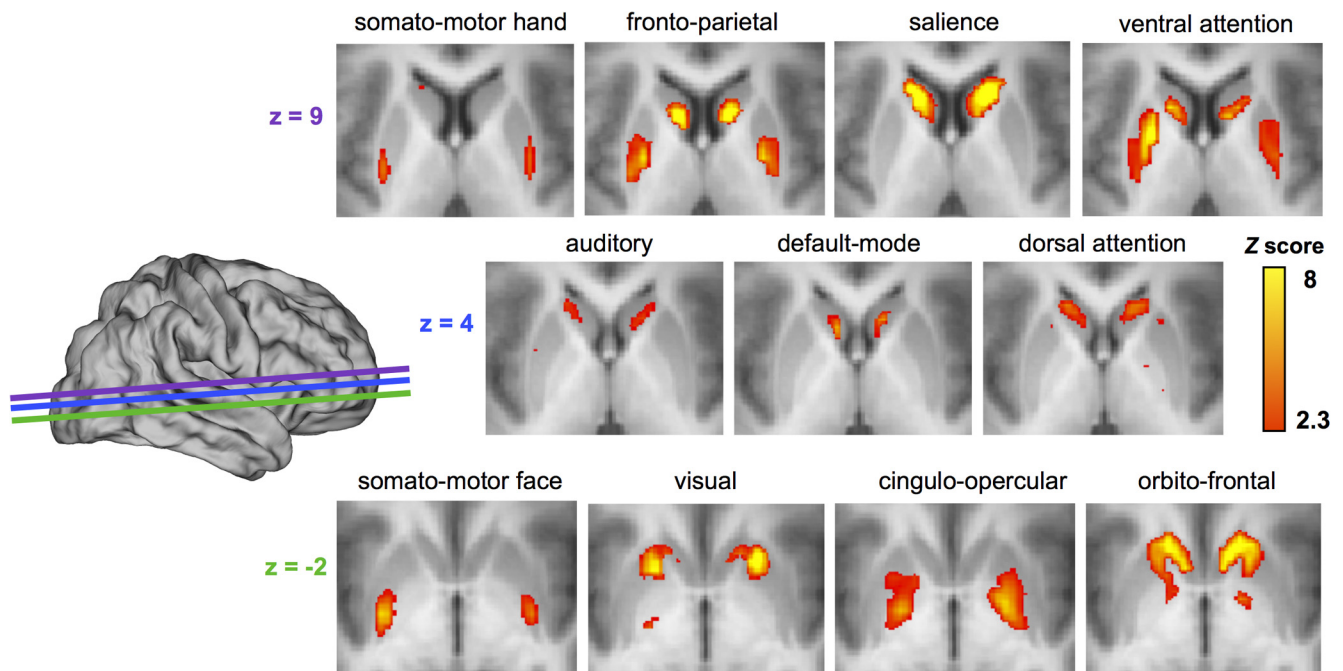 somato-motor hand
fronto-parietal
salience
ventral attention
z = 9
auditory
default-mode
dorsal attention
z = 4
Z score
8
2.3
somato-motor face
visual
cingulo-opercular
orbito-frontal
z = -2